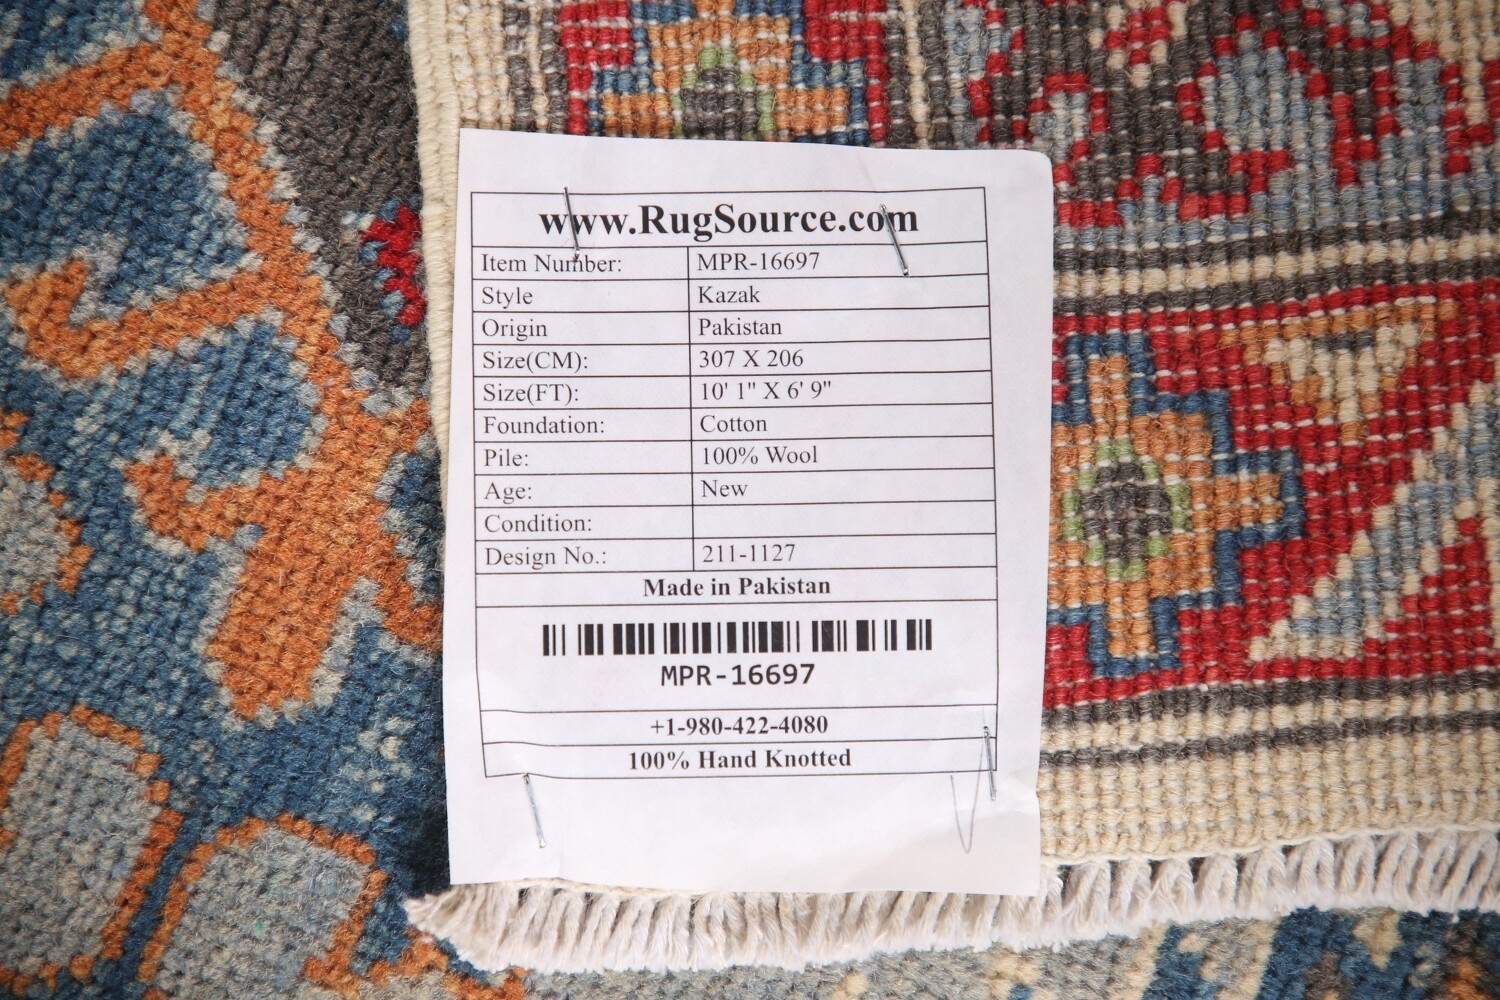 www.RugSource.com
Item Number: MPR-16697
Style Kazak
Origin Pakistan
Size(CM): 307 X 206
Size(FT): 10' 1" X 6' 9"
Foundation: Cotton
Pile: 100% Wool
Age: New
Condition:
Design No.: 211-1127
Made in Pakistan
MPR-16697
+1-980-422-4080
100% Hand Knotted